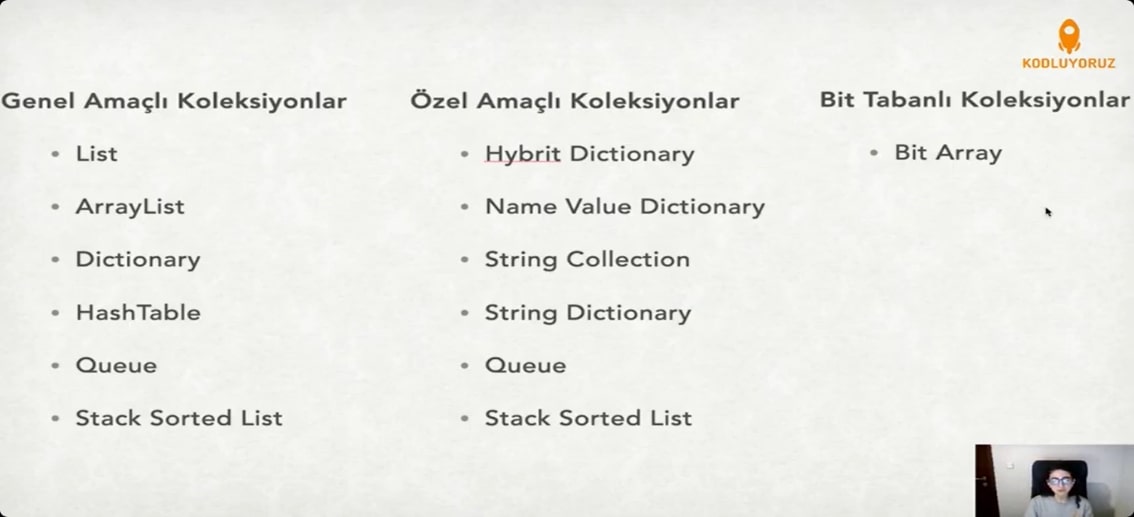 KODLUYORUZ
Genel Amaçlı Koleksiyonlar
List
ArrayList
Dictionary
HashTable
Queue
Stack Sorted List
Özel Amaçlı Koleksiyonlar
Hybrit Dictionary
Name Value Dictionary
String Collection
String Dictionary
Queue
Stack Sorted List
Bit Tabanlı Koleksiyonlar
Bit Array